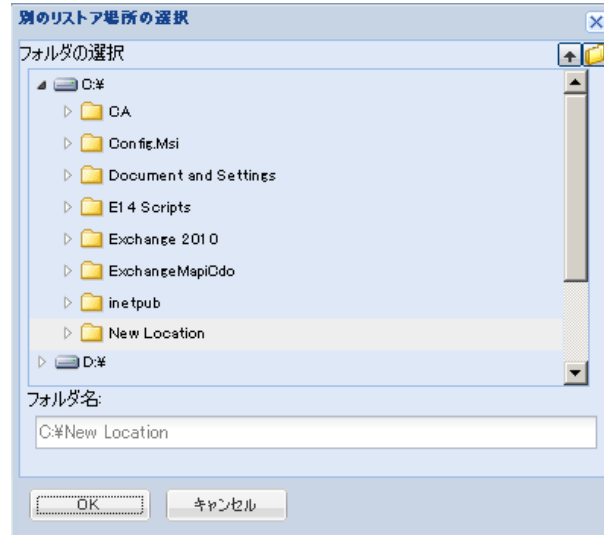 別のリストア場所の選択
フォルダの選択
C:¥
CA
Config.Msi
Document and Settings
E14 Scripts
Exchange 2010
ExchangeMapiCdo
inetpub
New Location
D:¥
フォルダ名:
C:¥New Location
OK
キャンセル